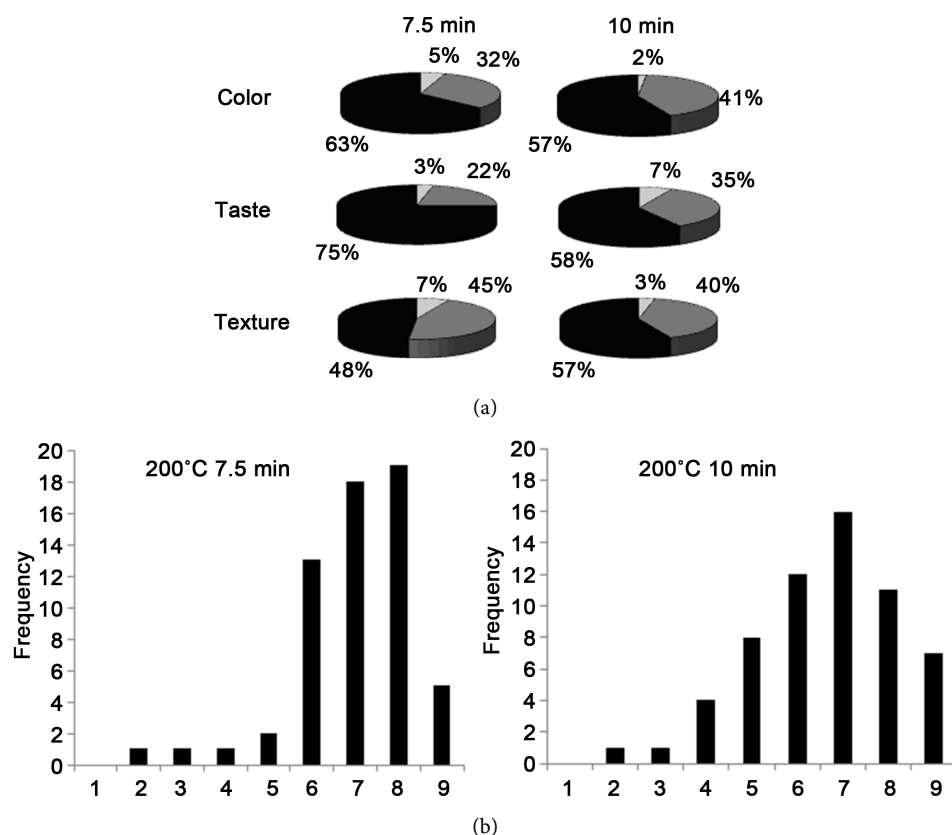 7.5 min 10 min
5% 32% 2%
Color 41%
63% 57%
3% 22% 7% 35%
Taste
75% 58%
7% 45% 3% 40%
Texture
48% 57%
(a)
20 20
200°C 7.5 min 200°C 10 min
18 18
16 16
14 14
12 12
Frequency Frequency
10 10
8 8
6 6
4 4
2 2
0 0
1 2 3 4 5 6 7 8 9 1 2 3 4 5 6 7 8 9
(b)